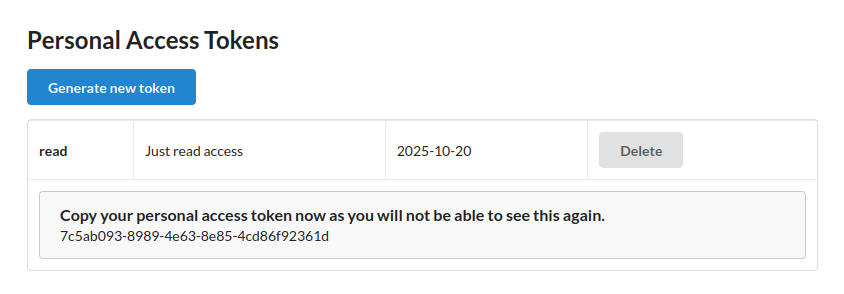 Personal Access Tokens
Generate new token
read Just read access 2025-10-20 Delete
Copy your personal access token now as you will not be able to see this again.
7c5ab093-8989-4e63-8e85-4cd86f92361d